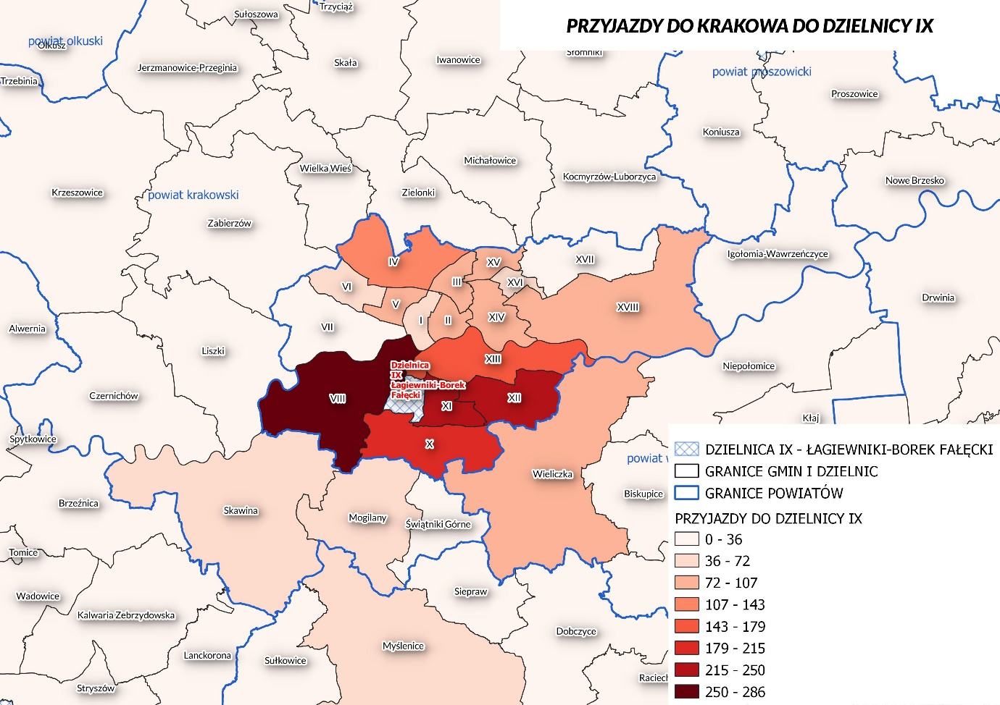 PRZYJAZDY DO KRAKOWA DO DZIELNICY IX
Trzyciąż
Sułoszowa
powiat olkuski
Olkusz
Słomniki
Iwanowice
Skała
Jerzmanowice-Przeginia
powiat proszowicki
Trzebinia
Proszowice
Koniusza
Michałowice
Wielka Wieś
Kocmyrzów-Luborzyca
Nowe Brzesko
Krzeszowice
powiat krakowski
Zielonki
Zabierzów
Igołomia-Wawrzeńczyce
IV
XV
XVII
III
XVI
VI
Drwinia
V
XVIII
I
II
XIV
Alwernia
VII
Liszki
XIII
Niepołomice
Dzielnica
IX
Łagiewniki-Borek
Fałęcki
Czernichów
VIII
XI
XII
Kłaj
Spytkowice
X
powiat w
Wieliczka
Biskupice
Brzeźnica
Skawina
Mogilany
Świątniki Górne
Tomice
Wadowice
Siepraw
Kalwaria Zebrzydowska
Dobczyce
Myślenice
Lanckorona
Sułkowice
Raciech
Stryszów
DZIELNICA IX - ŁAGIEWNIKI-BOREK FAŁĘCKI
GRANICE GMIN I DZIELNIC
GRANICE POWIATÓW
PRZYJAZDY DO DZIELNICY IX
0 - 36
36 - 72
72 - 107
107 - 143
143 - 179
179 - 215
215 - 250
250 - 286